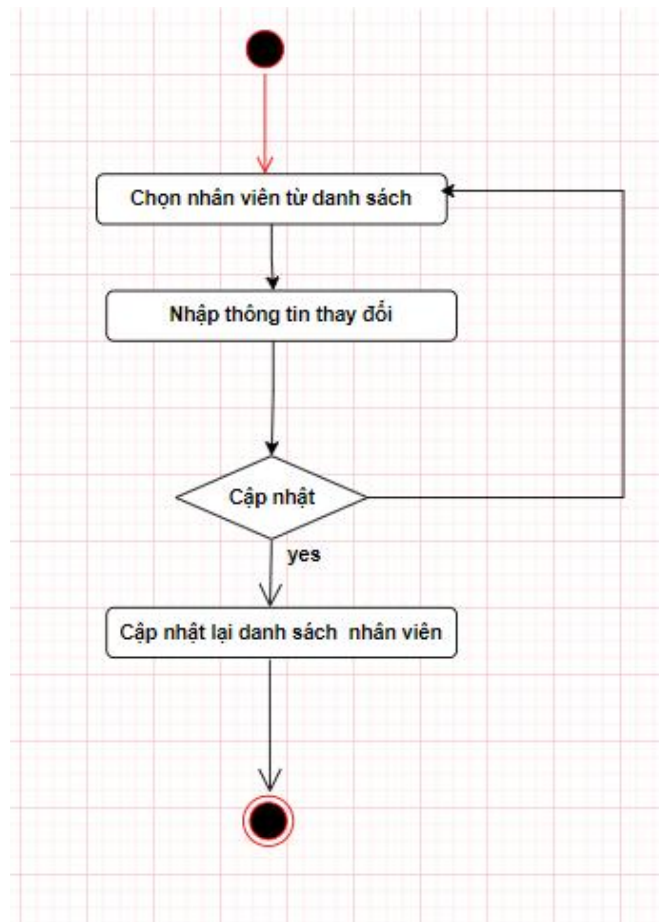 Chọn nhân viên từ danh sách
Nhập thông tin thay đổi
Cập nhật
yes
Cập nhật lại danh sách nhân viên